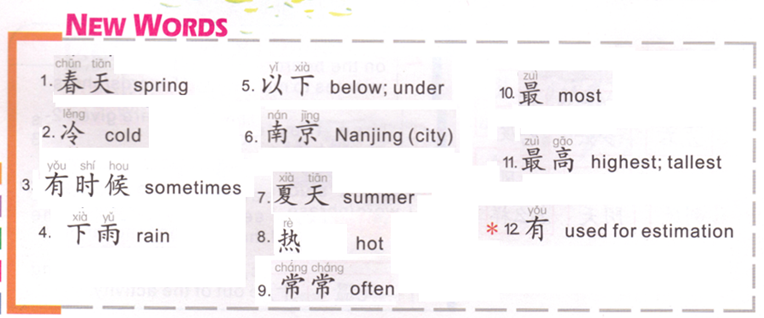 NEW WORDS
chūn tiān
1. 春天 spring
lěng
2. 冷 cold
yǒu shí hou
3. 有时候 sometimes
xià yǔ
4. 下雨 rain
yǐ xià
5. 以下 below; under
nán jīng
6. 南京 Nanjing (city)
xià tiān
7. 夏天 summer
rè
8. 热 hot
cháng cháng
9. 常常 often
zuì
10. 最 most
zuì gāo
11. 最高 highest; tallest
yǒu
* 12. 有 used for estimation